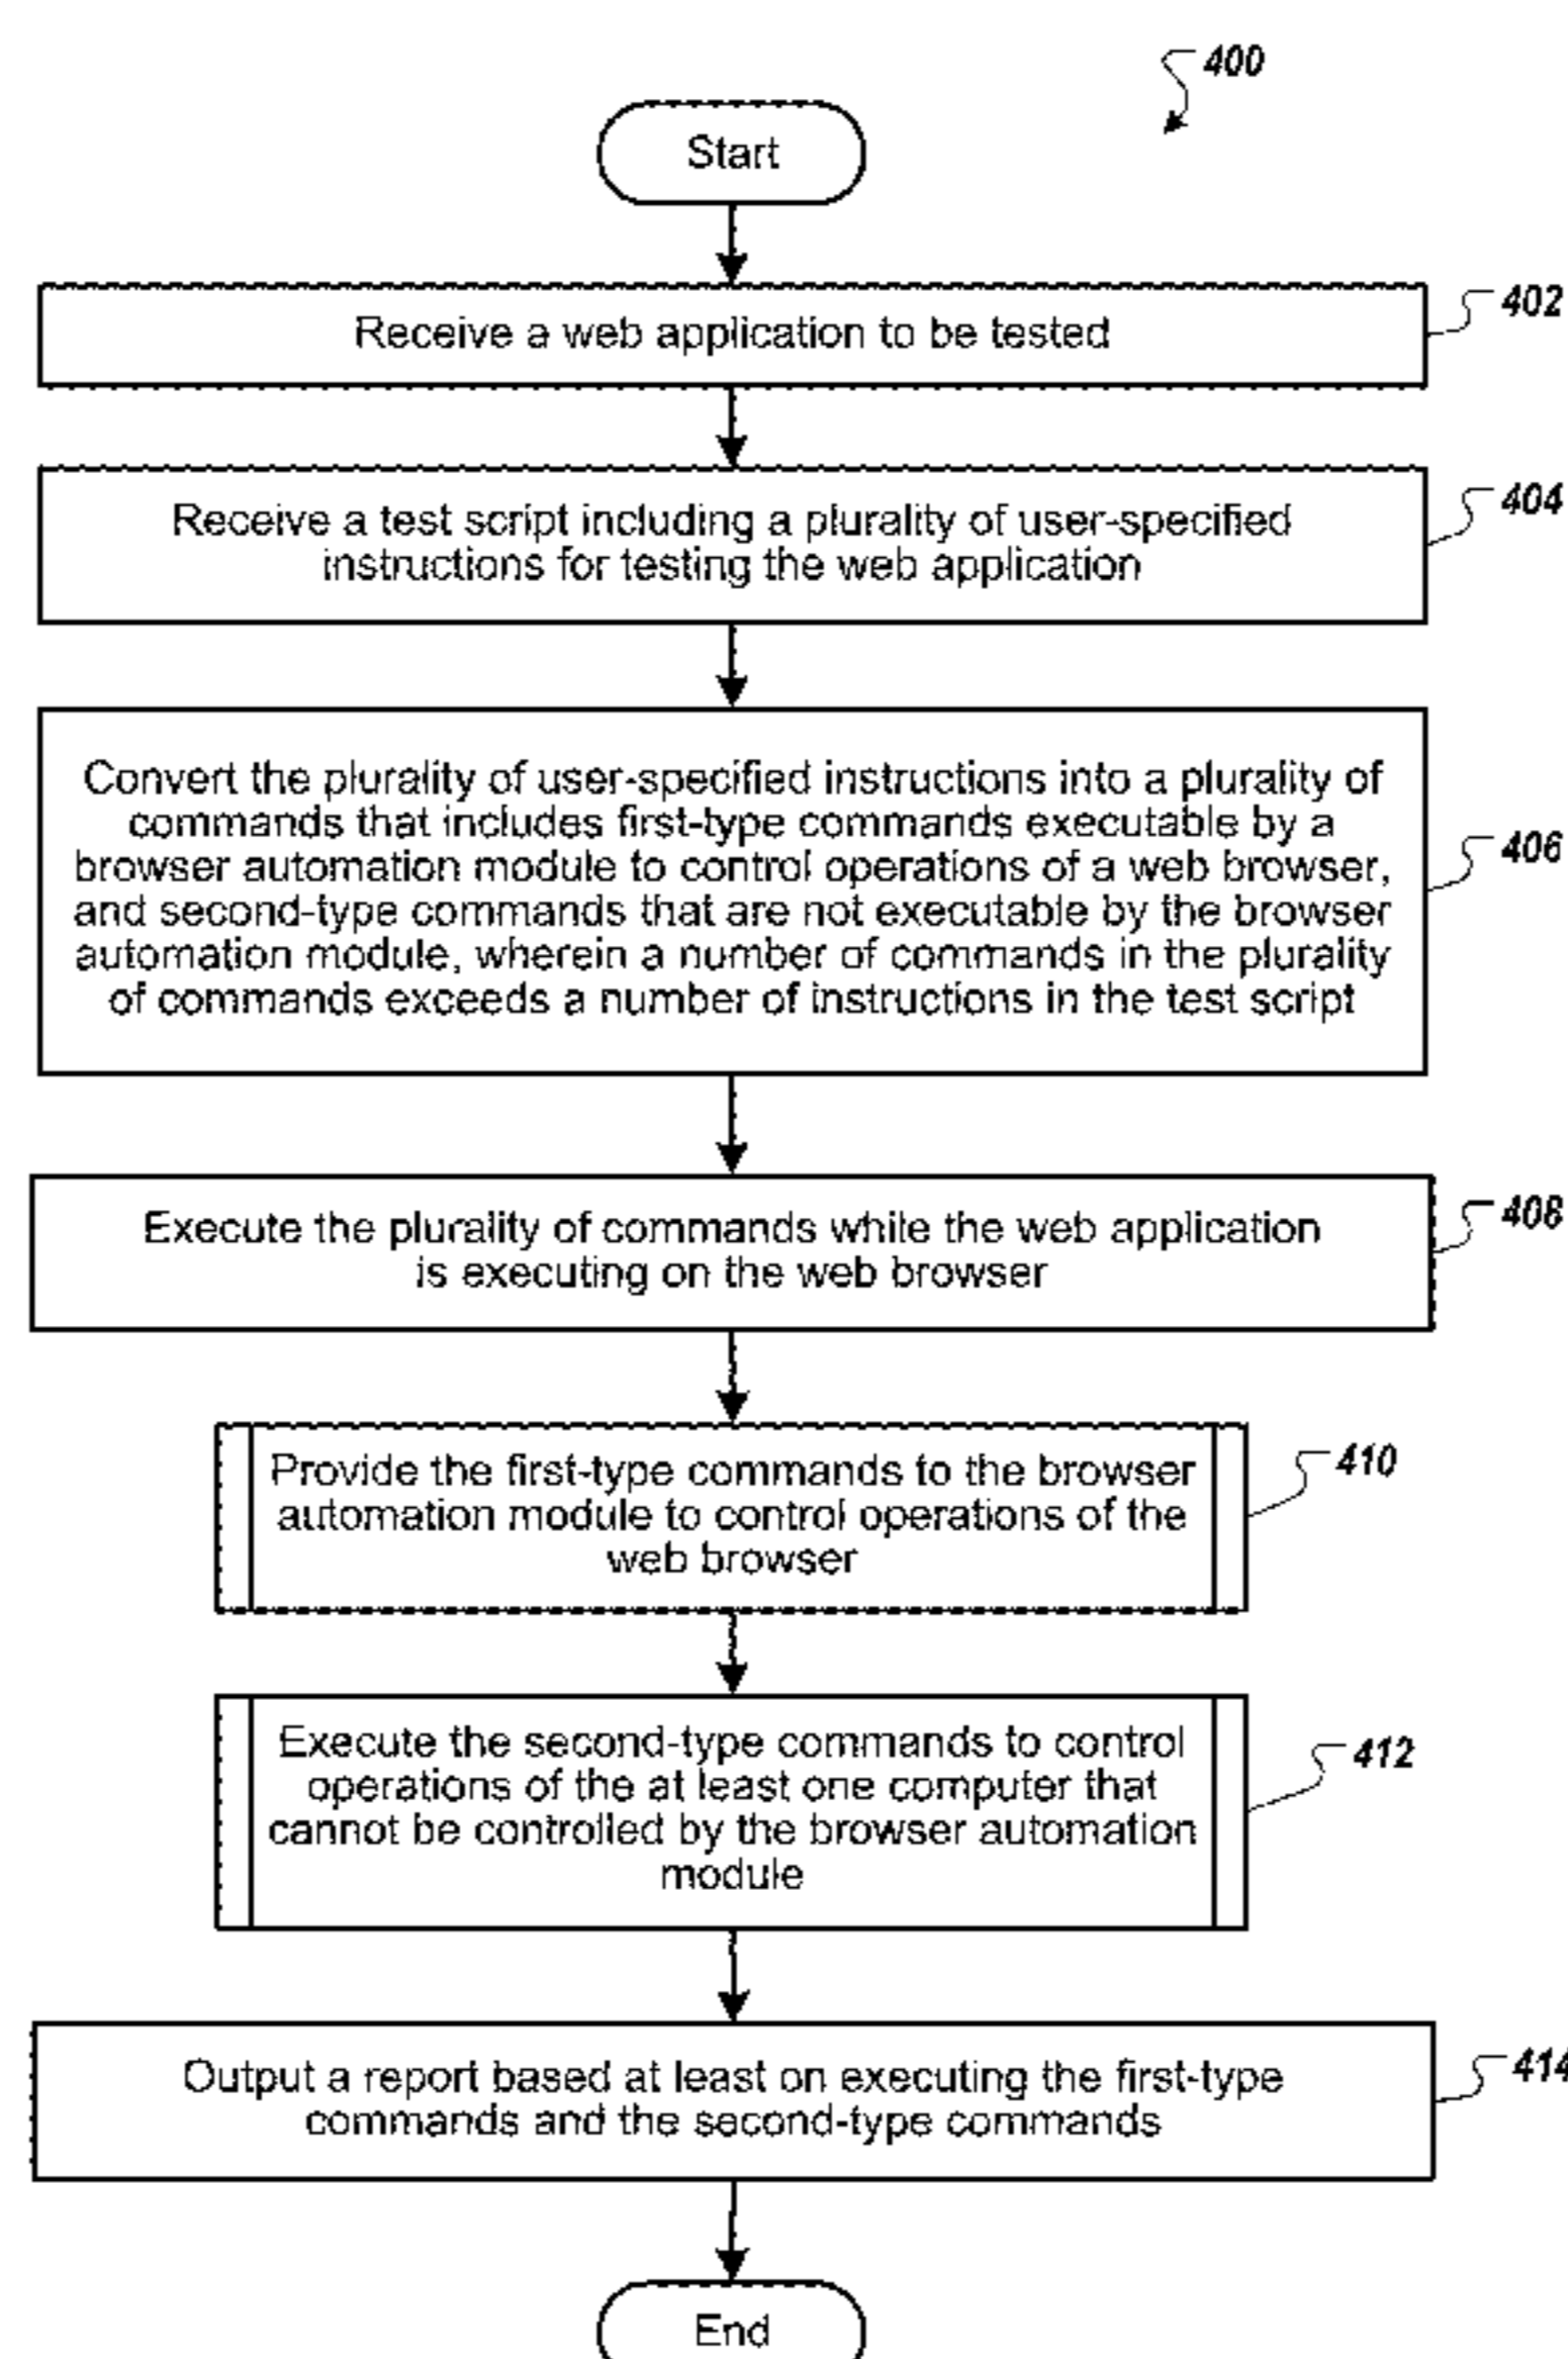 400
Start
Receive a web application to be tested
402
Receive a test script including a plurality of user-specified
instructions for testing the web application
404
Convert the plurality of user-specified instructions into a plurality of
commands that includes first-type commands executable by a
browser automation module to control operations of a web browser,
and second-type commands that are not executable by the browser
automation module, wherein a number of commands in the plurality
of commands exceeds a number of instructions in the test script
406
Execute the plurality of commands while the web application
is executing on the web browser
408
Provide the first-type commands to the browser
automation module to control operations of the
web browser
410
Execute the second-type commands to control
operations of the at least one computer that
cannot be controlled by the browser automation
module
412
Output a report based at least on executing the first-type
commands and the second-type commands
414
End